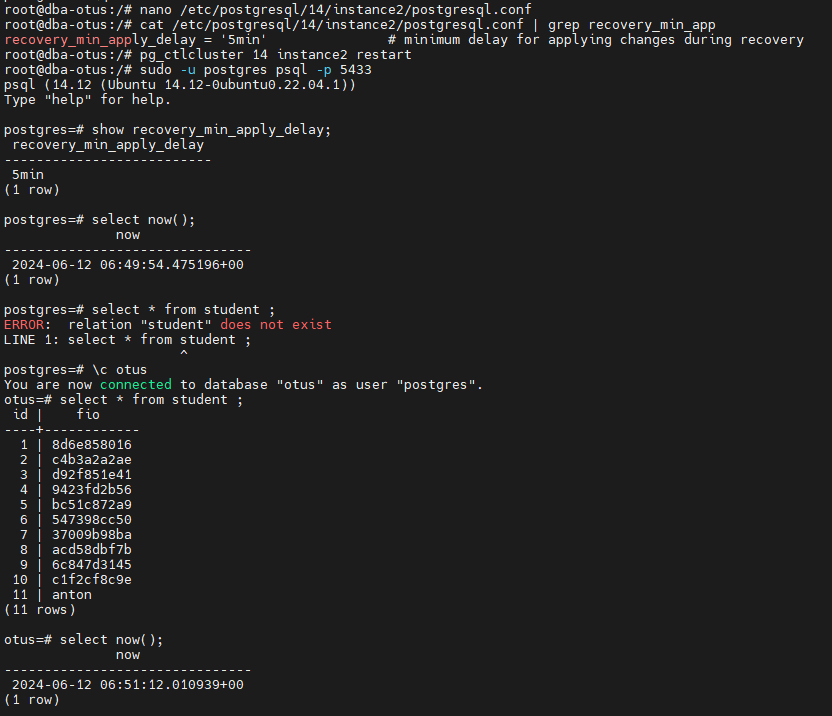 root@dba-otus:/# nano /etc/postgresql/14/instance2/postgresql.conf
root@dba-otus:/# cat /etc/postgresql/14/instance2/postgresql.conf | grep recovery_min_app
recovery_min_apply_delay = '5min'               # minimum delay for applying changes during recovery
root@dba-otus:/# pg_ctlcluster 14 instance2 restart
root@dba-otus:/# sudo -u postgres psql -p 5433
psql (14.12 (Ubuntu 14.12-0ubuntu0.22.04.1))
Type "help" for help.

postgres=# show recovery_min_apply_delay;
 recovery_min_apply_delay
--------------------------
 5min
(1 row)

postgres=# select now();
              now
-------------------------------
 2024-06-12 06:49:54.475196+00
(1 row)

postgres=# select * from student ;
ERROR:  relation "student" does not exist
LINE 1: select * from student ;
                      ^
postgres=# \c otus
You are now connected to database "otus" as user "postgres".
otus=# select * from student ;
 id |    fio
----+------------
  1 | 8d6e858016
  2 | c4b3a2a2ae
  3 | d92f851e41
  4 | 9423fd2b56
  5 | bc51c872a9
  6 | 547398cc50
  7 | 37009b98ba
  8 | acd58dbf7b
  9 | 6c847d3145
 10 | c1f2cf8c9e
 11 | anton
(11 rows)

otus=# select now();
              now
-------------------------------
 2024-06-12 06:51:12.010939+00
(1 row)